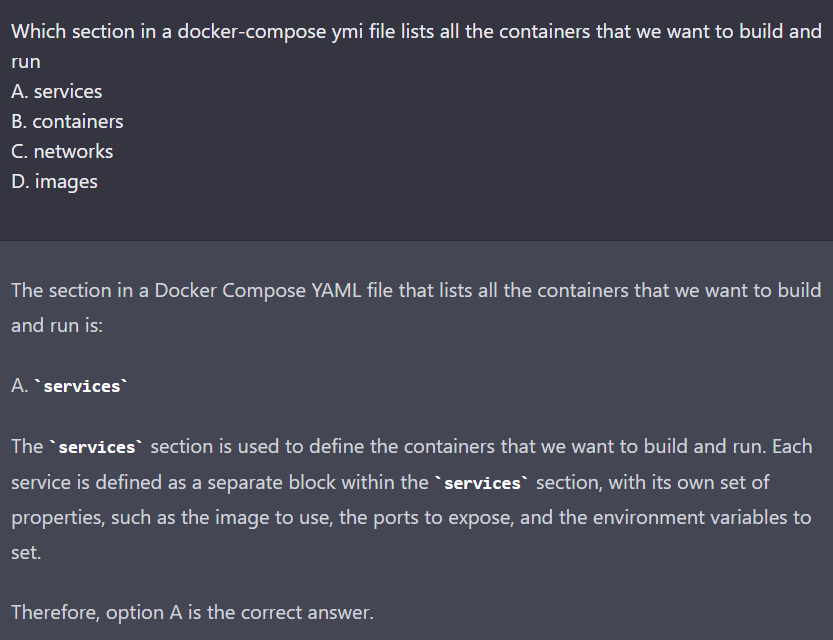 Which section in a docker-compose ymi file lists all the containers that we want to build and
run
A. services
B. containers
C. networks
D. images
The section in a Docker Compose YAML file that lists all the containers that we want to build
and run is:
A. `services`
The `services` section is used to define the containers that we want to build and run. Each
service is defined as a separate block within the `services` section, with its own set of
properties, such as the image to use, the ports to expose, and the environment variables to
set.
Therefore, option A is the correct answer.